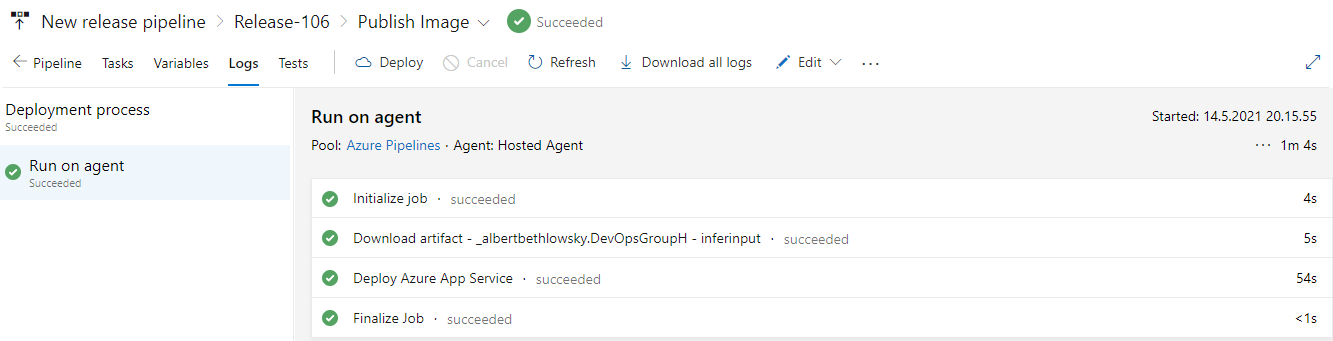 New release pipeline > Release-106 > Publish Image Succeeded
Pipeline Tasks Variables Logs Tests Deploy Cancel Refresh Download all logs Edit ...
Deployment process
Succeeded
Run on agent
Succeeded
Run on agent
Started: 14.5.2021 20.15.55
Pool: Azure Pipelines · Agent: Hosted Agent
... 1m 4s
Initialize job · succeeded 4s
Download artifact - _albertbethlowsky.DevOpsGroupH - inferinput · succeeded 5s
Deploy Azure App Service · succeeded 54s
Finalize Job · succeeded <1s